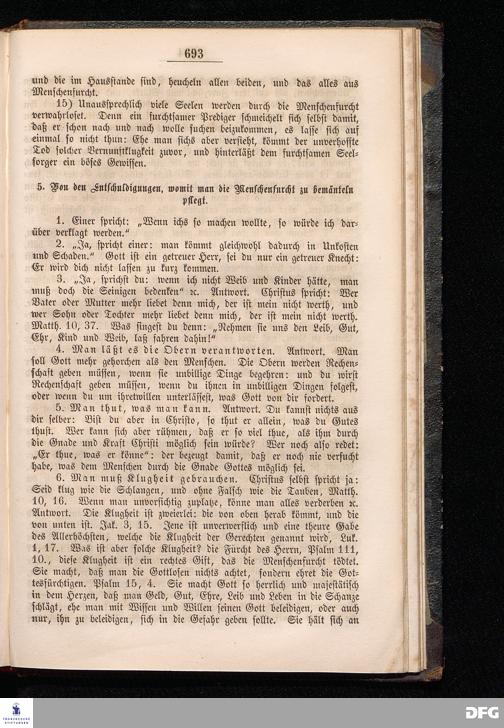 693
und die im Hausstande sind, heucheln allen beiden, und das alles aus
Menschenfurcht.
15) Unaussprechlich viele Seelen werden durch die Menschenfurcht
verwahrloset. Denn ein furchtsamer Prediger schmeichelt sich selbst damit,
daß er schon nach und nach wolle suchen beizukommen, es lasse sich auf
einmal so nicht thun: Ehe man sichs aber versieht, kömmt der unverhoffte
Tod solcher Vernunftklugkeit zuvor, und hinterläßt dem furchtsamen Seel-
sorger ein böses Gewissen.
5. Von den Entschuldigungen, womit man die Menschenfurcht zu bemänteln
pflegt.
1. Einer spricht: „Wenn ichs so machen wollte, so würde ich dar-
über verklagt werden.“
2. „Ja, spricht einer: man kömmt gleichwohl dadurch in Unkosten
und Schaden.“ Gott ist ein getreuer Herr, sei du nur ein getreuer Knecht:
Er wird dich nicht lassen zu kurz kommen.
3. „Ja, sprichst du: wenn ich nicht Weib und Kinder hätte, man
muß doch die Seinigen bedenken“ ꝛc. Antwort. Christus spricht: Wer
Vater oder Mutter mehr liebet denn mich, der ist mein nicht werth, und
wer Sohn oder Tochter mehr liebet denn mich, der ist mein nicht werth.
Matth. 10, 37. Was singest du denn: „Nehmen sie uns den Leib, Gut,
Ehr, Kind und Weib, laß fahren dahin!“
4. Man läßt es die Obern verantworten. Antwort. Man
soll Gott mehr gehorchen als den Menschen. Die Obern werden Rechen-
schaft geben müssen, wenn sie unbillige Dinge begehren: und du wirst
Rechenschaft geben müssen, wenn du ihnen in unbilligen Dingen folgest,
oder wenn du um ihretwillen unterlässest, was Gott von dir fordert.
5. Man thut, was man kann. Antwort. Du kannst nichts aus
dir selber: Bist du aber in Christo, so thut er allein, was du Gutes
thust. Wer kann sich aber rühmen, daß er so viel thue, als ihm durch
die Gnade und Kraft Christi möglich sein würde? Wer noch also redet:
„Er thue, was er könne“: der bezeugt damit, daß er noch nie versucht
habe, was dem Menschen durch die Gnade Gottes möglich sei.
6. Man muß Klugheit gebrauchen. Christus selbst spricht ja:
Seid klug wie die Schlangen, und ohne Falsch wie die Tauben, Matth.
10, 16. Wenn man unvorsichtig zuplatze, könne man alles verderben ꝛc.
Antwort. Die Klugheit ist zweierlei: die von oben herab kömmt, und die
von unten ist. Jak. 3, 15. Jene ist unverwerflich und eine theure Gabe
des Allerhöchsten, welche die Klugheit der Gerechten genannt wird, Luk.
1, 17. Was ist aber solche Klugheit? die Furcht des Herrn, Psalm 111,
10., diese Klugheit ist ein rechtes Gift, das die Menschenfurcht tödtet.
Sie macht, daß man die Gottlosen nichts achtet, sondern ehret die Got-
tesfürchtigen. Psalm 15, 4. Sie macht Gott so herrlich und majestätisch
in dem Herzen, daß man Geld, Gut, Ehre, Leib und Leben in die Schanze
schlägt, ehe man mit Wissen und Willen seinen Gott beleidigen, oder auch
nur, ihn zu beleidigen, sich in die Gefahr geben sollte. Sie hält sich an
FRANCKESCHE
STIFTUNGEN
DFG